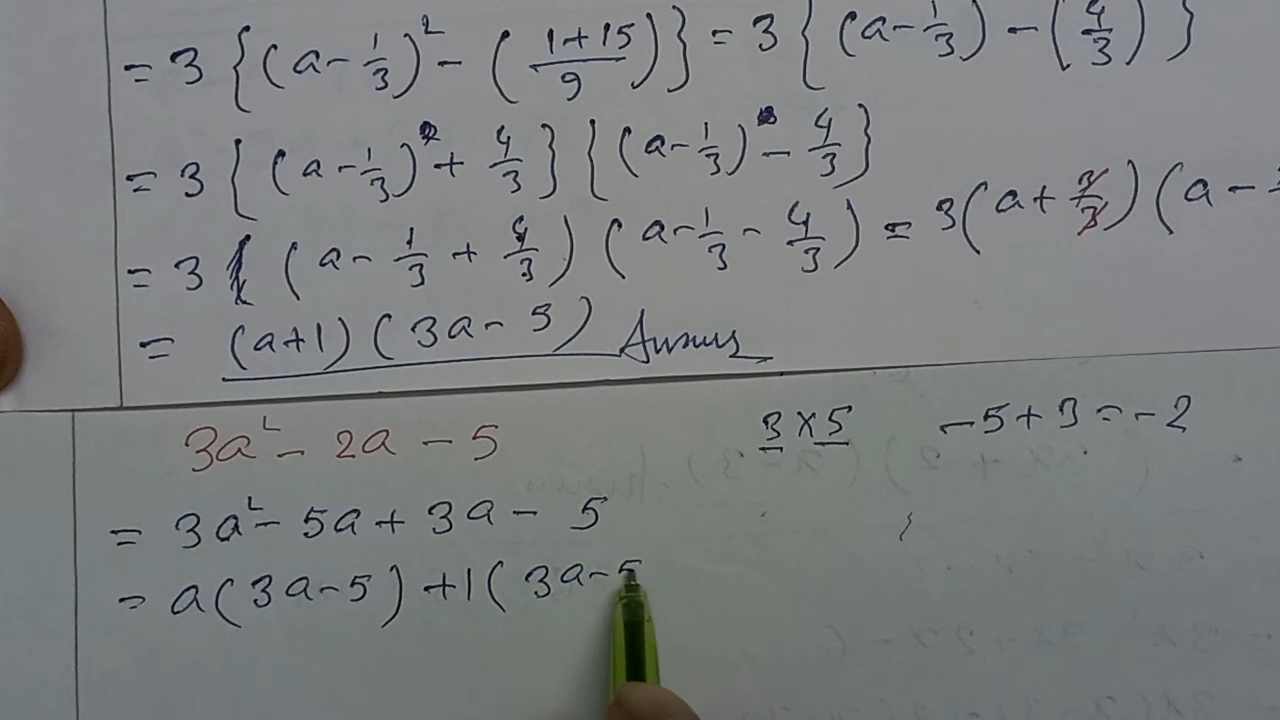 = 3 { (a - 1/3)² - ( (1+15)/9 ) } = 3 { (a - 1/3) - (4/3) }
= 3 { (a - 1/3) + 4/3 } { (a - 1/3) - 4/3 }
= 3 (a - 1/3 + 4/3) (a - 1/3 - 4/3) = 3 (a + 3/3) (a -
= (a+1) (3a - 5) Answer
3a² - 2a - 5 3 × 5 -5 + 3 = -2
= 3a² - 5a + 3a - 5
= a(3a - 5) + 1(3a - 5